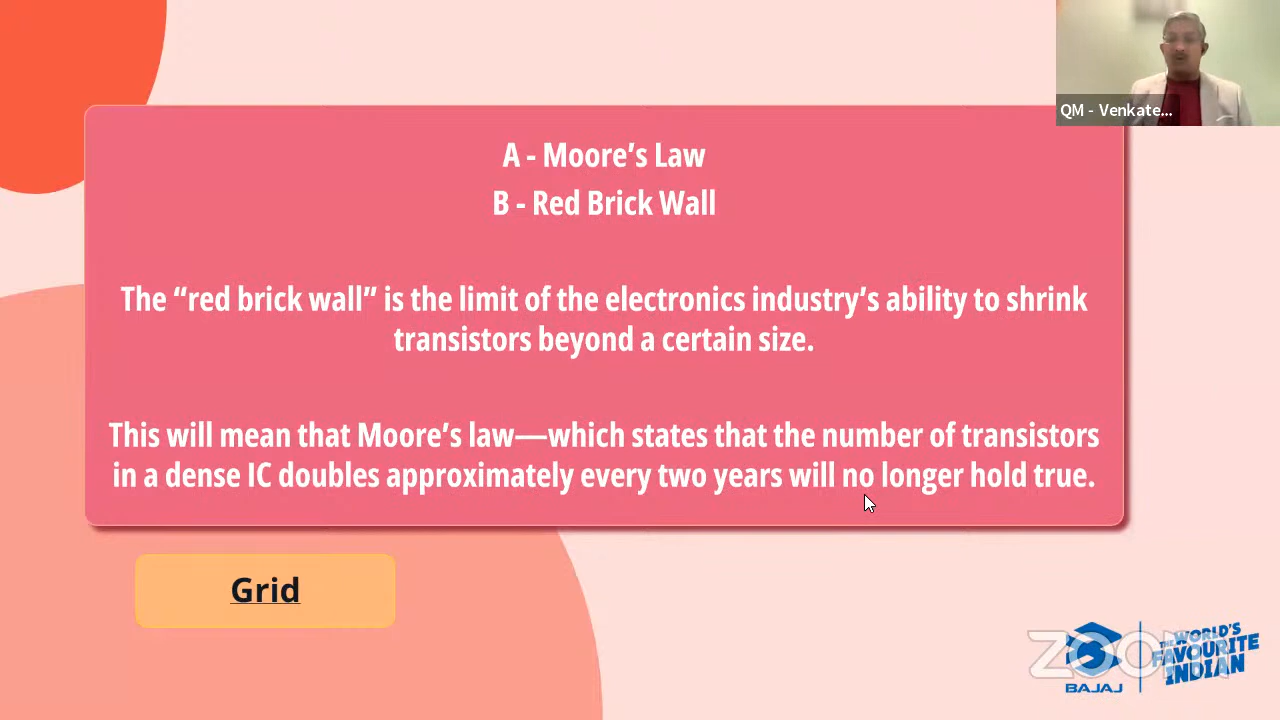 QM - Venkate...
A - Moore’s Law
B - Red Brick Wall
The “red brick wall” is the limit of the electronics industry’s ability to shrink
transistors beyond a certain size.
This will mean that Moore’s law—which states that the number of transistors
in a dense IC doubles approximately every two years will no longer hold true.
Grid
zoom
BAJAJ
THE WORLD'S
FAVOURITE
INDIAN